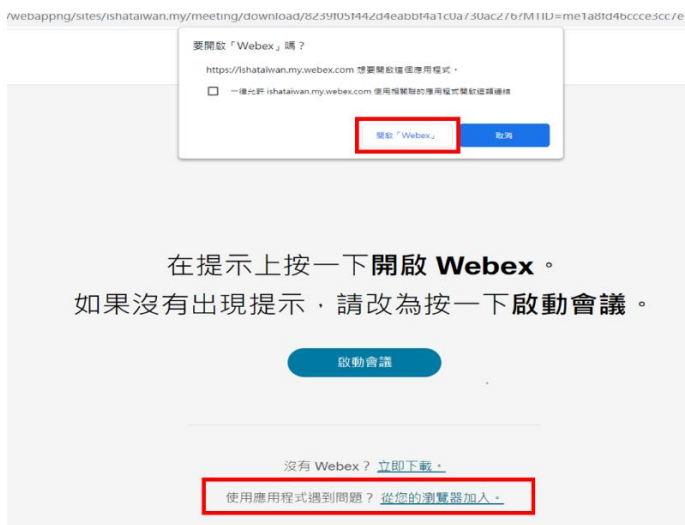 /webappng/sites/ishataiwan.my/meeting/download/8239f05f442d4eabbf4a1c0a730ac276?MTID=me1a8fd46ccce3cc7e
要開啟「Webex」嗎？
https://ishataiwan.my.webex.com 想要開啟這個應用程式。
一律允許 ishataiwan.my.webex.com 使用相關聯的應用程式開啟這類連結
開啟「Webex」 取消
在提示上按一下開啟 Webex。
如果沒有出現提示，請改為按一下啟動會議。
啟動會議
沒有 Webex？ 立即下載。
使用應用程式遇到問題？ 從您的瀏覽器加入。